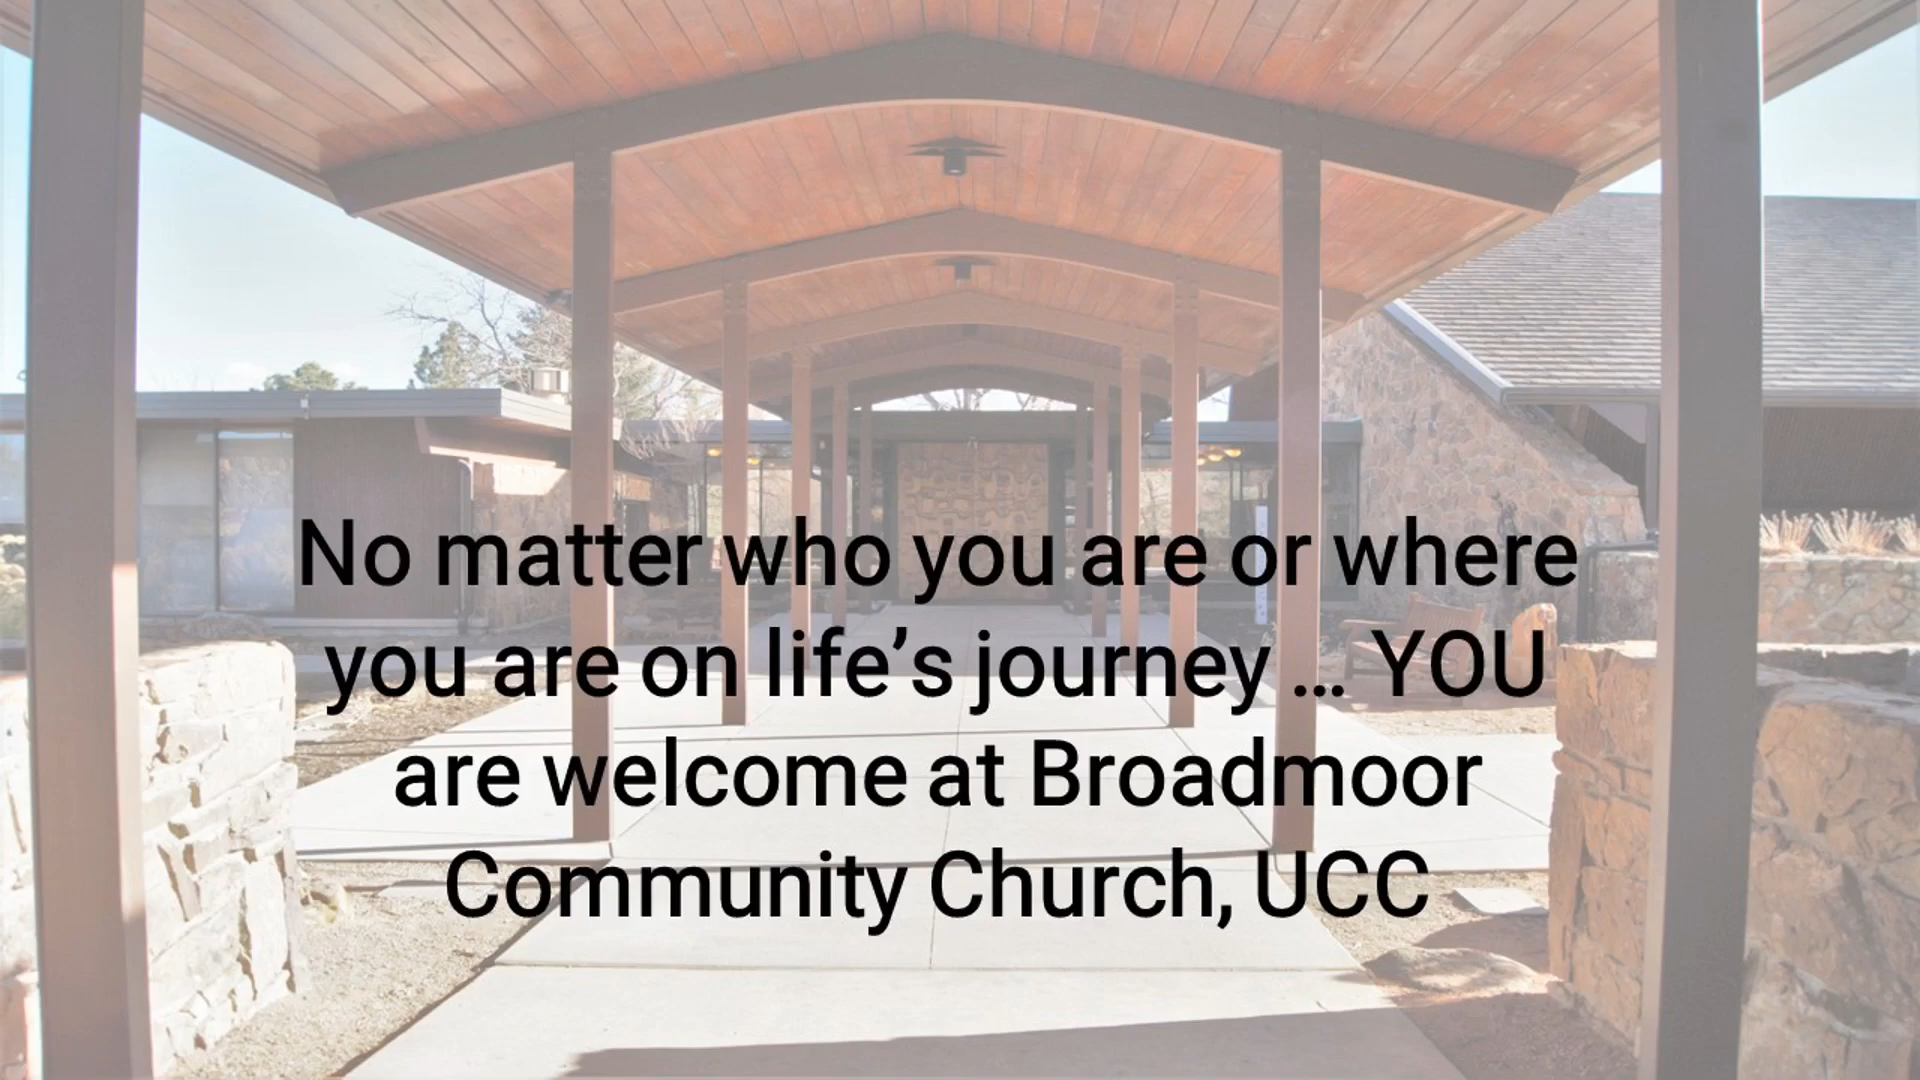 No matter who you are or where
you are on life’s journey … YOU
are welcome at Broadmoor
Community Church, UCC